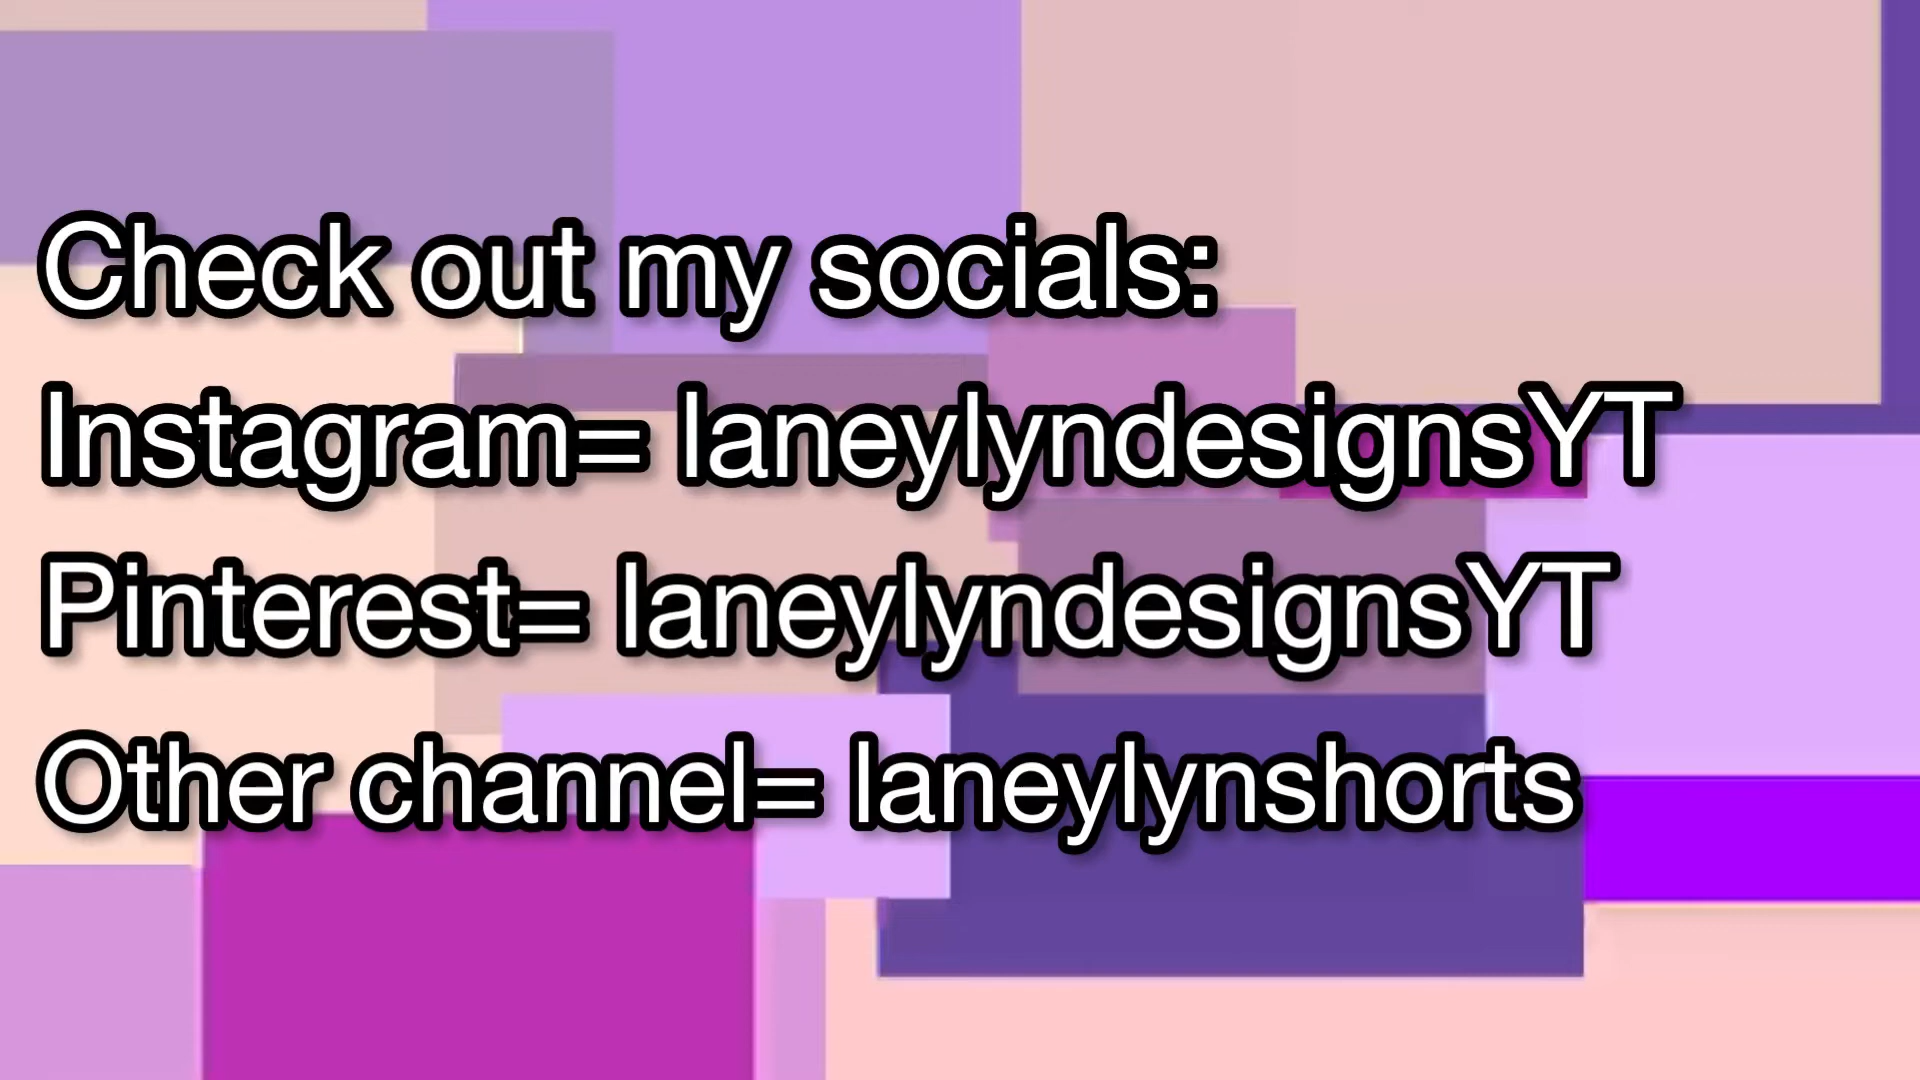 Check out my socials:
Instagram= laneylyndesignsYT
Pinterest= laneylyndesignsYT
Other channel= laneylynshorts